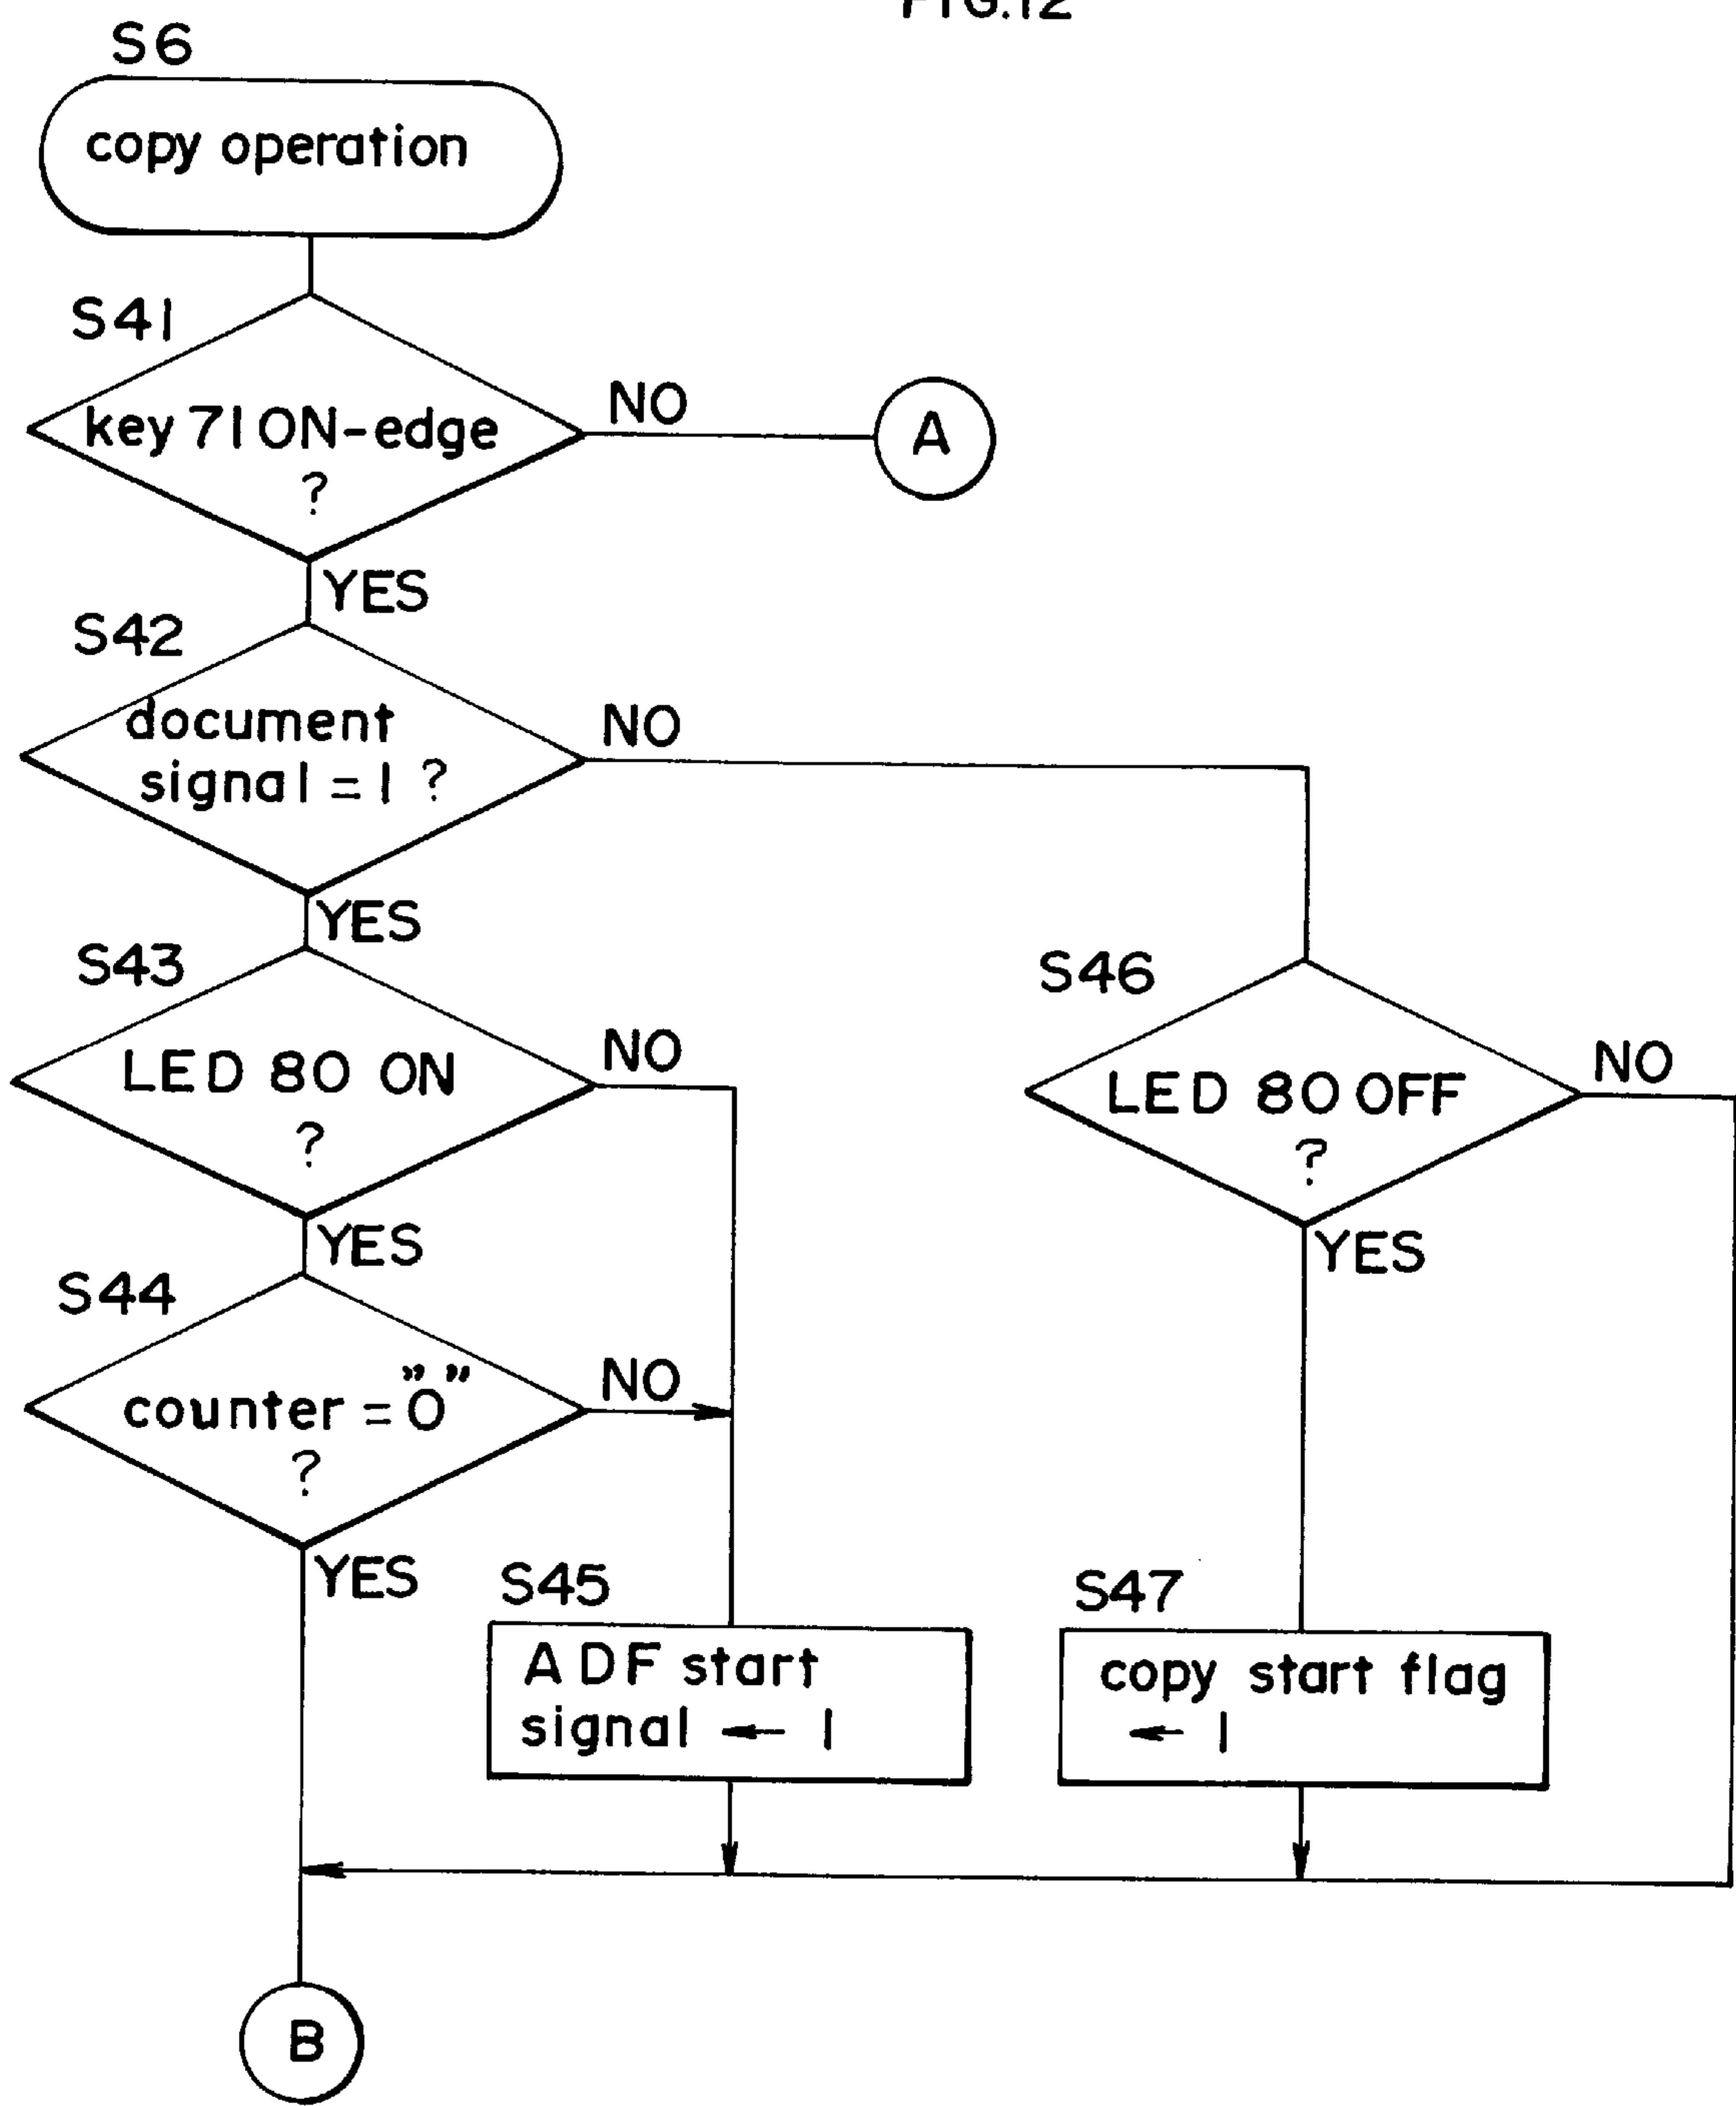 FIG.12
S6
copy operation
S41
key 71 ON-edge
?
NO
A
YES
S42
document
signal = 1 ?
NO
YES
S43
LED 80 ON
?
NO
YES
S46
LED 80 OFF
?
NO
YES
S44
counter = "0"
?
NO
YES
S45
ADF start
signal ← 1
S47
copy start flag
← 1
B